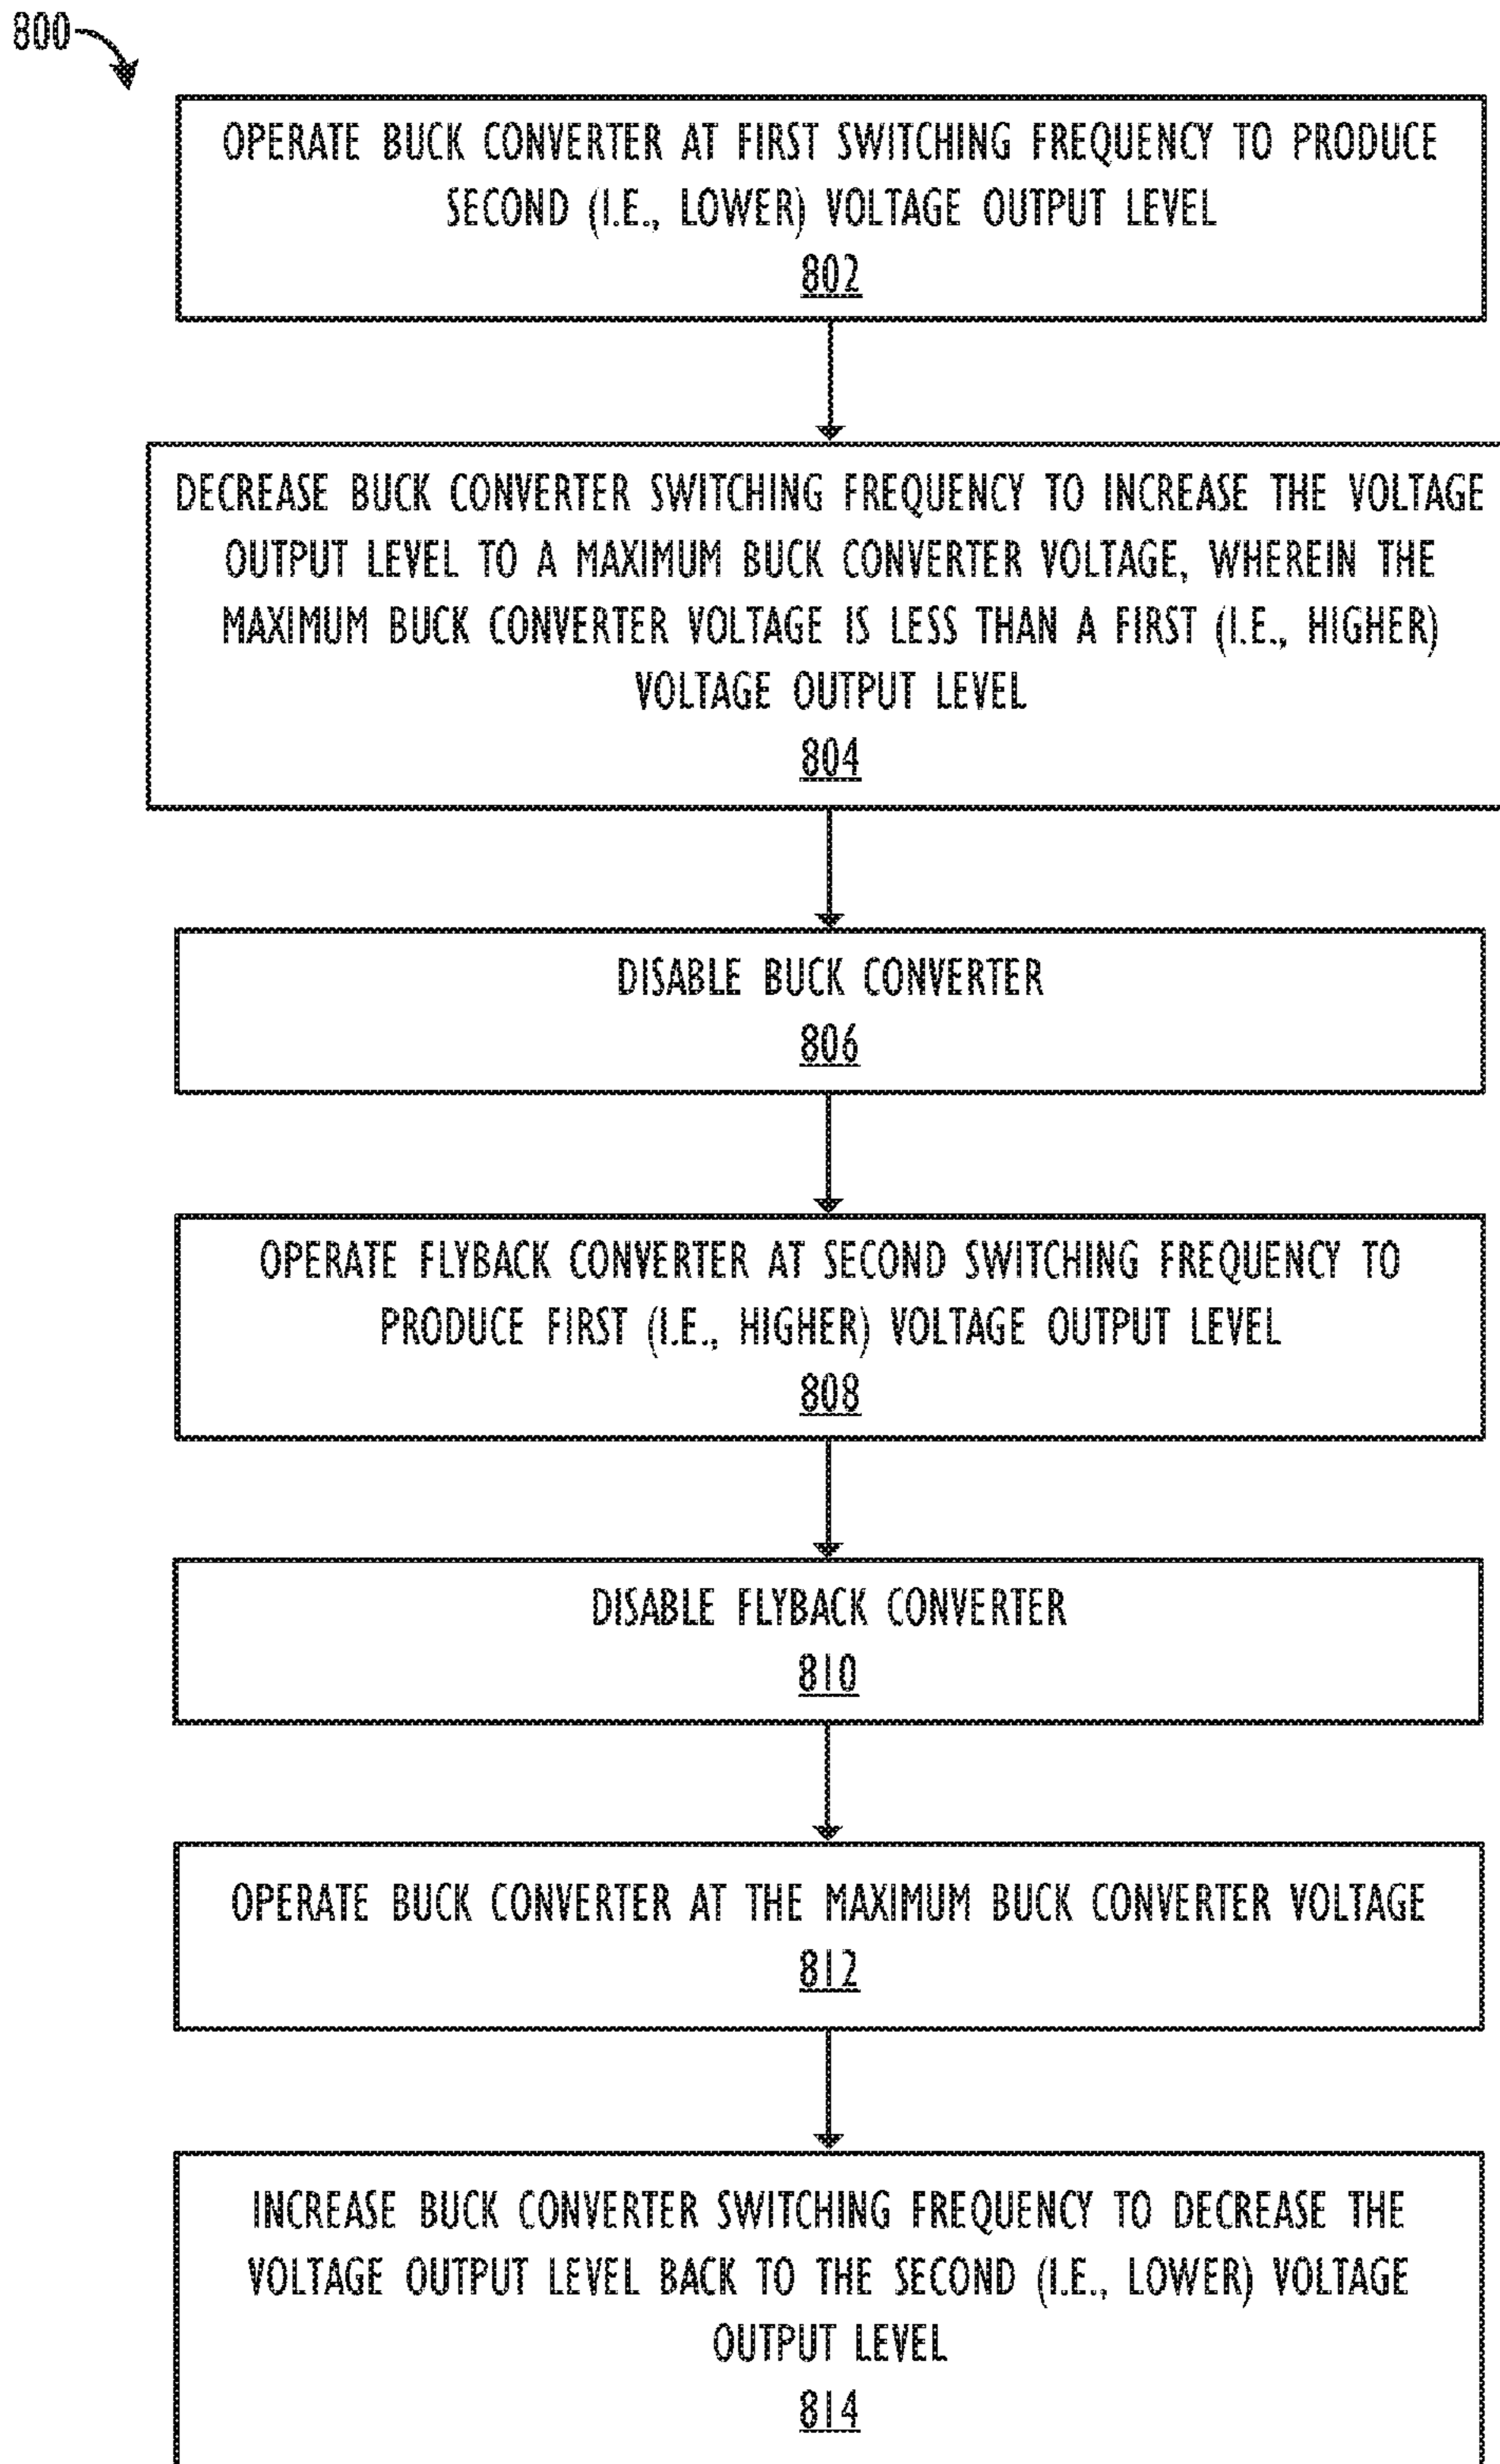 800
OPERATE BUCK CONVERTER AT FIRST SWITCHING FREQUENCY TO PRODUCE
SECOND (I.E., LOWER) VOLTAGE OUTPUT LEVEL
802
DECREASE BUCK CONVERTER SWITCHING FREQUENCY TO INCREASE THE VOLTAGE
OUTPUT LEVEL TO A MAXIMUM BUCK CONVERTER VOLTAGE, WHEREIN THE
MAXIMUM BUCK CONVERTER VOLTAGE IS LESS THAN A FIRST (I.E., HIGHER)
VOLTAGE OUTPUT LEVEL
804
DISABLE BUCK CONVERTER
806
OPERATE FLYBACK CONVERTER AT SECOND SWITCHING FREQUENCY TO
PRODUCE FIRST (I.E., HIGHER) VOLTAGE OUTPUT LEVEL
808
DISABLE FLYBACK CONVERTER
810
OPERATE BUCK CONVERTER AT THE MAXIMUM BUCK CONVERTER VOLTAGE
812
INCREASE BUCK CONVERTER SWITCHING FREQUENCY TO DECREASE THE
VOLTAGE OUTPUT LEVEL BACK TO THE SECOND (I.E., LOWER) VOLTAGE
OUTPUT LEVEL
814